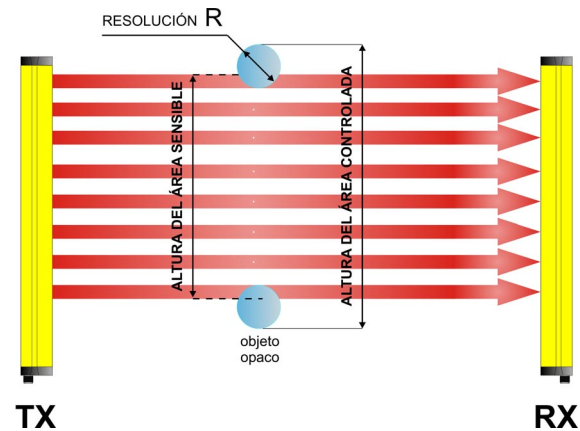 RESOLUCIÓN R
ALTURA DEL ÁREA SENSIBLE
ALTURA DEL ÁREA CONTROLADA
objeto
opaco
TX
RX